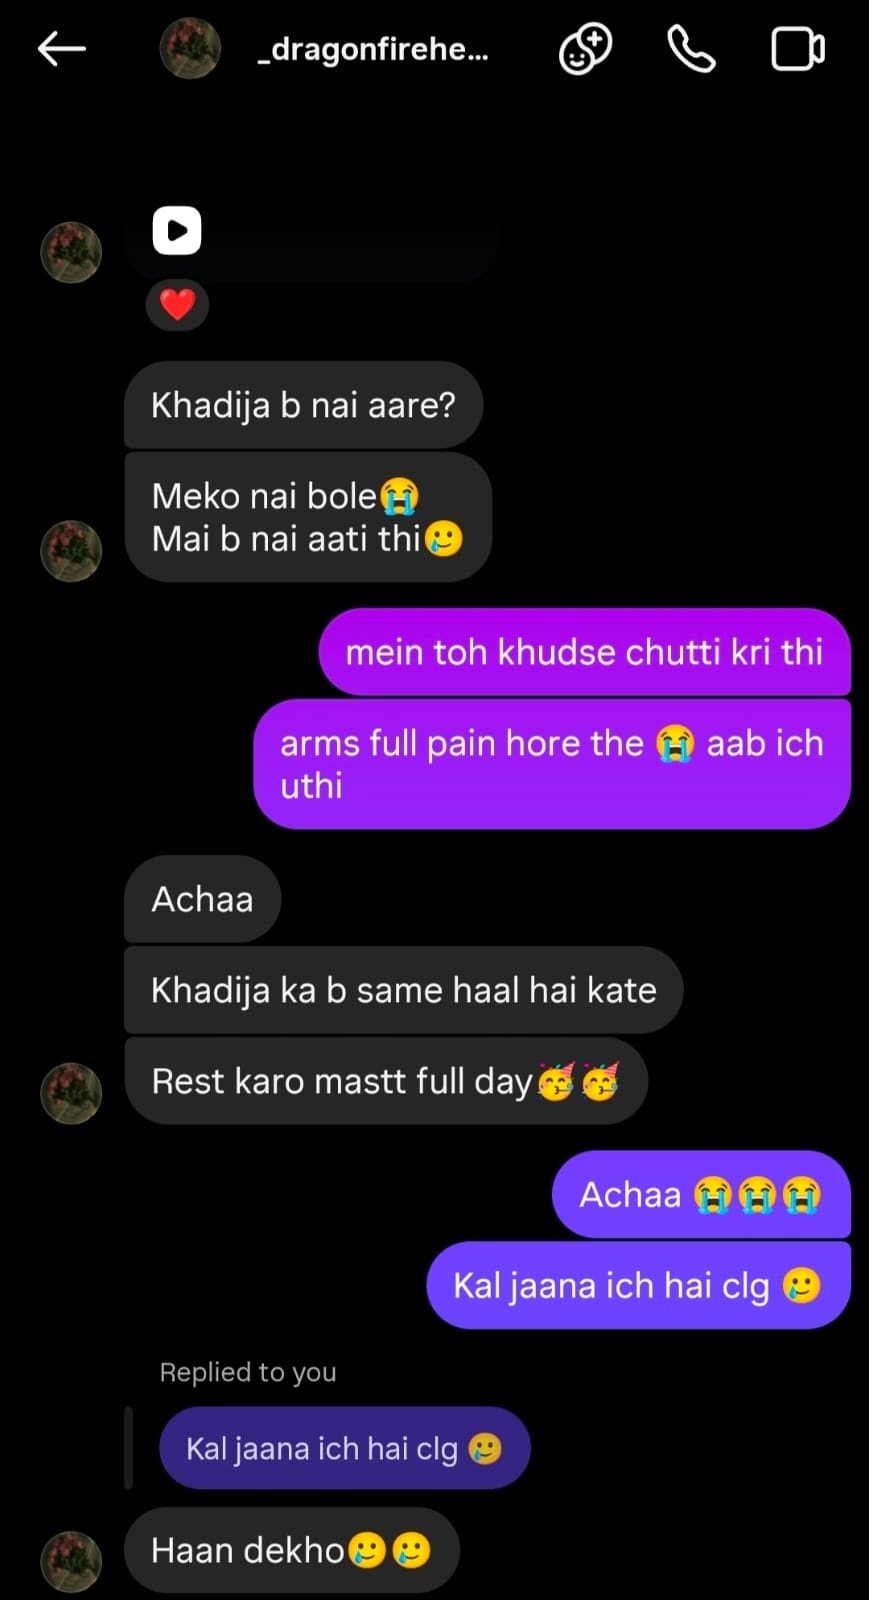 _dragonfirehe...
Khadija b nai aare?
Meko nai bole😭
Mai b nai aati thi🥲
mein toh khudse chutti kri thi
arms full pain hore the 😭 aab ich
uthi
Achaa
Khadija ka b same haal hai kate
Rest karo mastt full day🥳🥳
Achaa 😭😭😭
Kal jaana ich hai clg 🥲
Replied to you
Kal jaana ich hai clg 🥲
Haan dekho🥲🥲